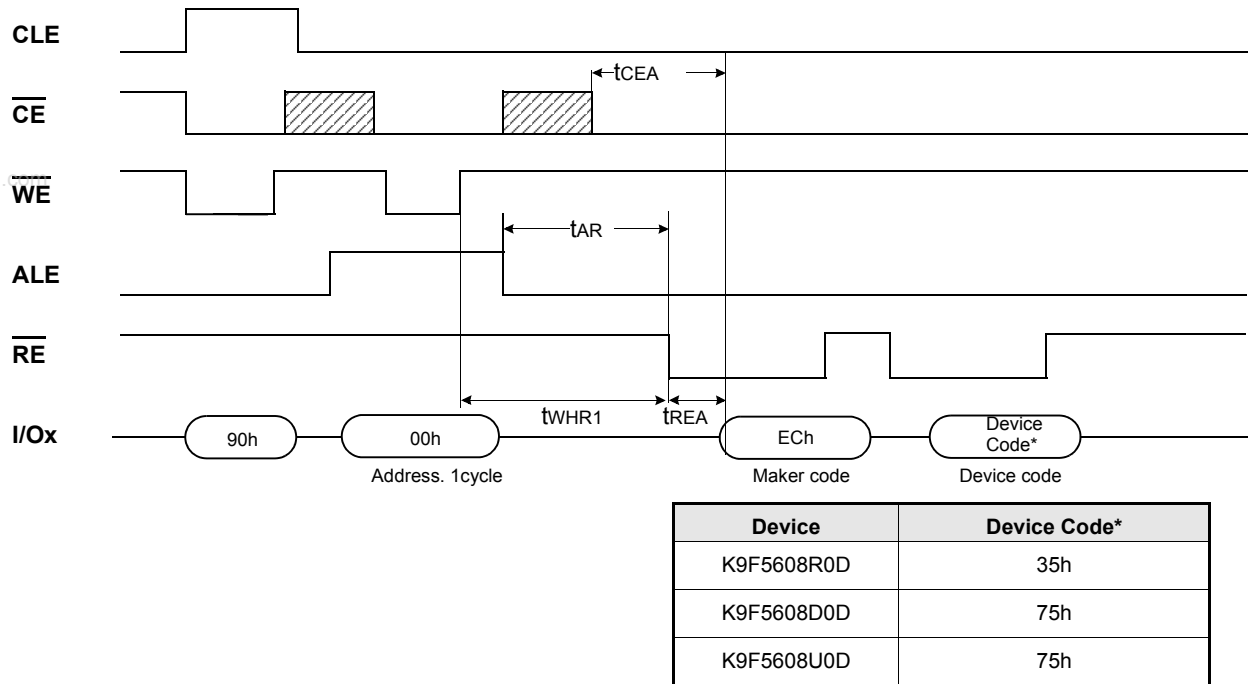 CLE
tCEA
CE
.com
WE
tAR
ALE
RE
tWHR1 tREA
I/Ox 90h 00h ECh Device
Code*
Address. 1cycle Maker code Device code
Device Device Code*
K9F5608R0D 35h
K9F5608D0D 75h
K9F5608U0D 75h